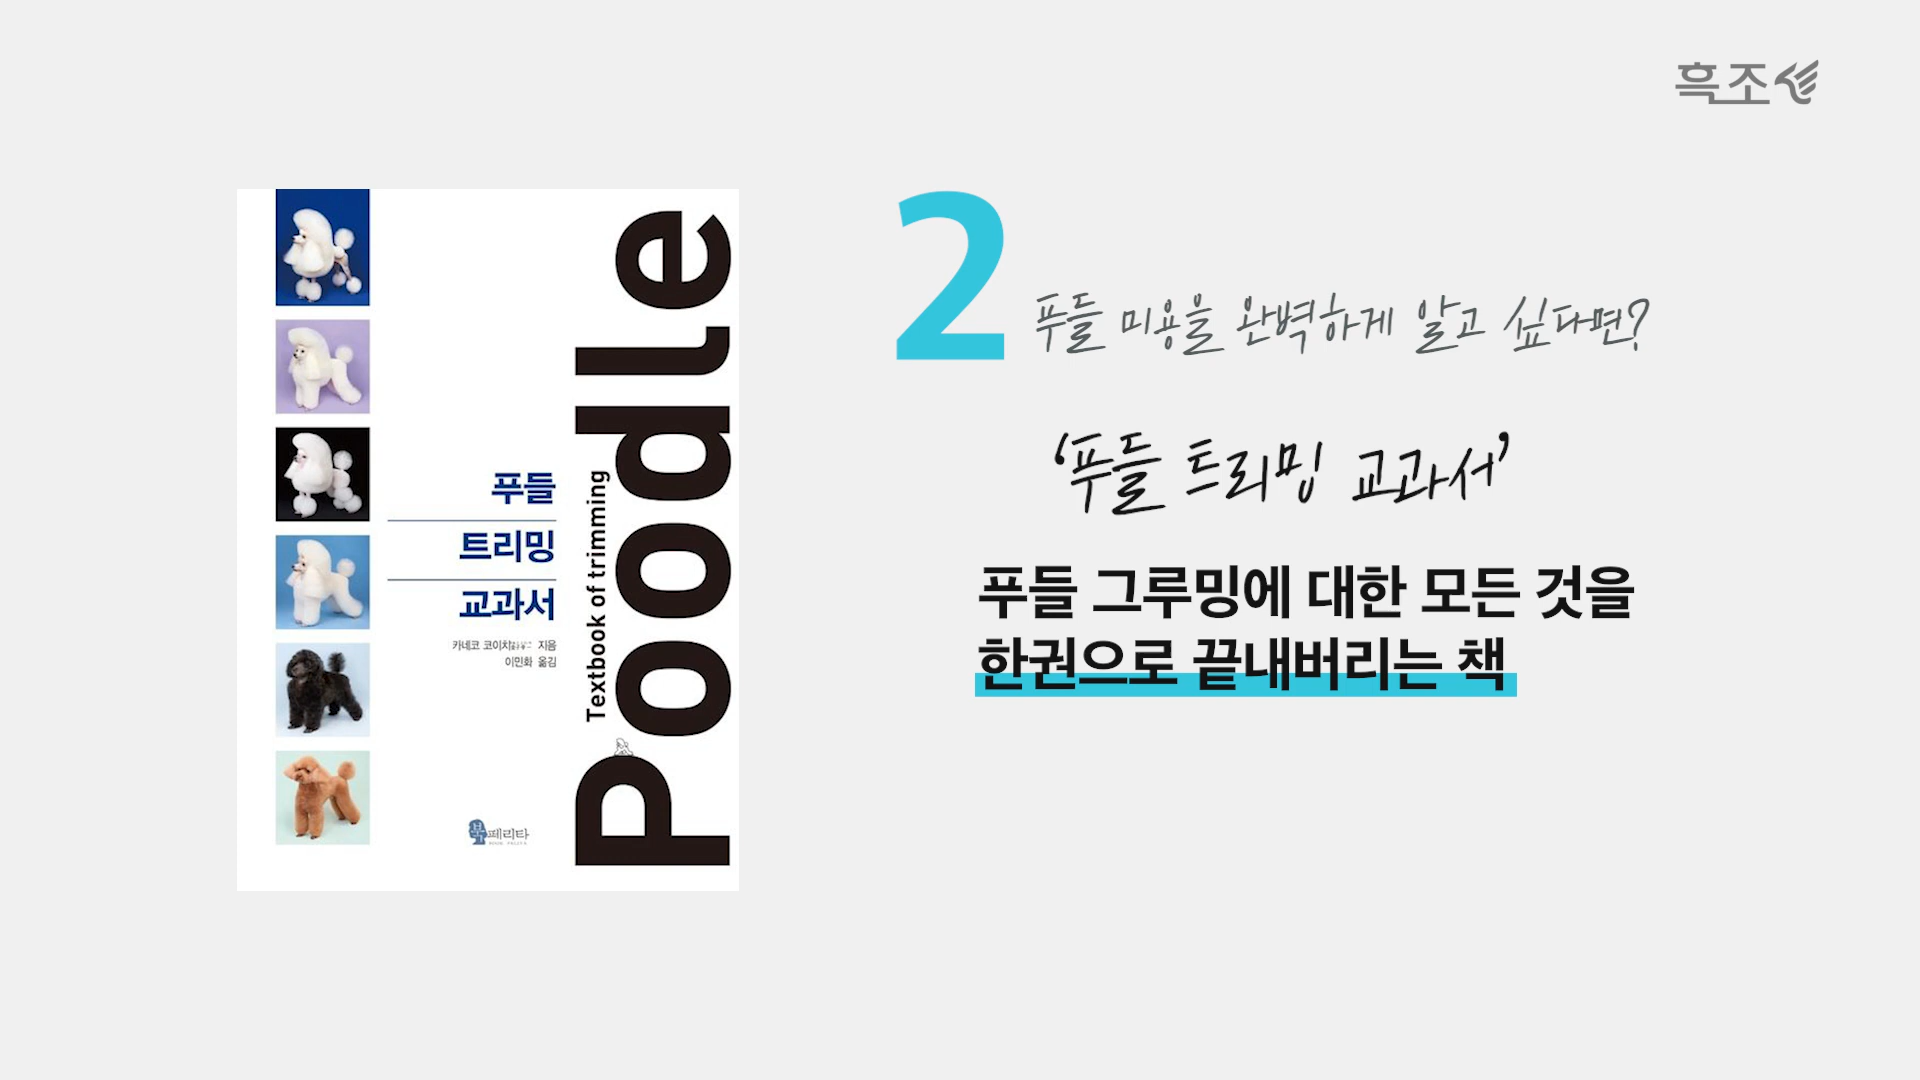 흑조
2
푸들 미용을 완벽하게 알고 싶다면?
'푸들 트리밍 교과서'
푸들 그루밍에 대한 모든 것을
한권으로 끝내버리는 책
Poodle
Textbook of trimming
푸들
트리밍
교과서
카네코 코이치 지음
이민화 옮김
북페리타